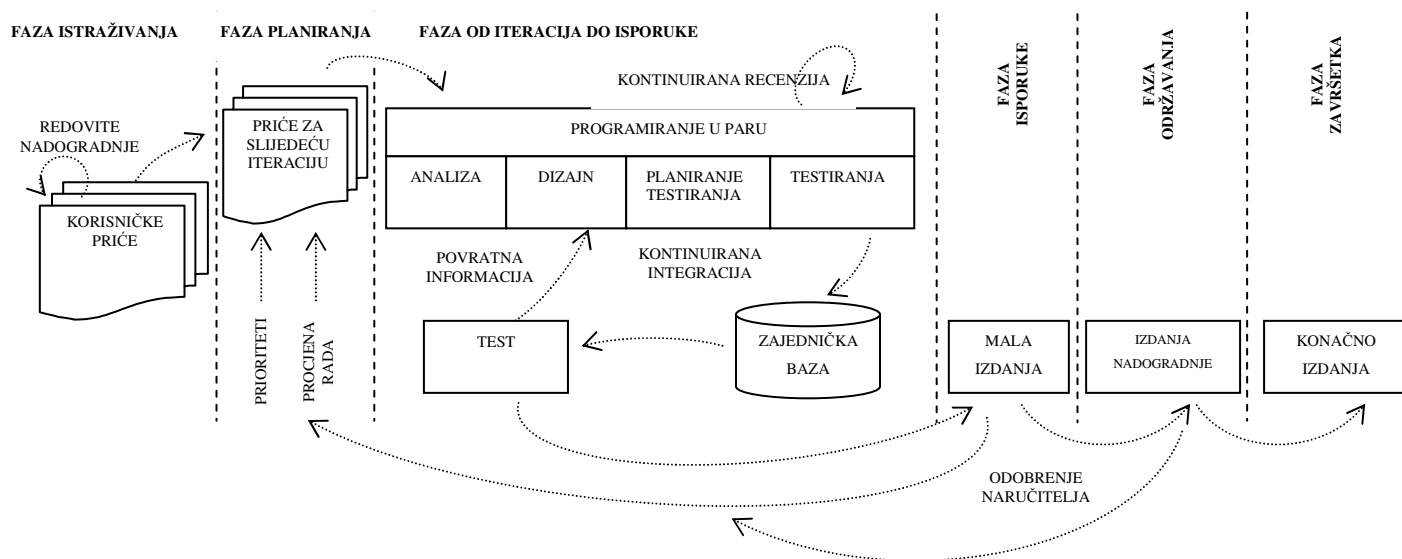 FAZA ISTRAŽIVANJA
FAZA PLANIRANJA
FAZA OD ITERACIJA DO ISPORUKE
FAZA
ISPORUKE
FAZA
ODRŽAVANJA
FAZA
ZAVRŠETKA
KONTINUIRANA RECENZIJA
REDOVITE
NADOGRADNJE
PRIĆE ZA
SLIJEDEĆU
ITERACIJU
PROGRAMIRANJE U PARU
ANALIZA
DIZAJN
PLANIRANJE
TESTIRANJA
TESTIRANJA
KORISNIČKE
PRIĆE
POVRATNA
INFORMACIJA
KONTINUIRANA
INTEGRACIJA
PRIORITETI
PROCJENA
RADA
TEST
ZAJEDNIČKA
BAZA
MALA
IZDANJA
IZDANJA
NADOGRADNJE
KONAČNO
IZDANJA
ODOBRENJE
NARUČITELJA